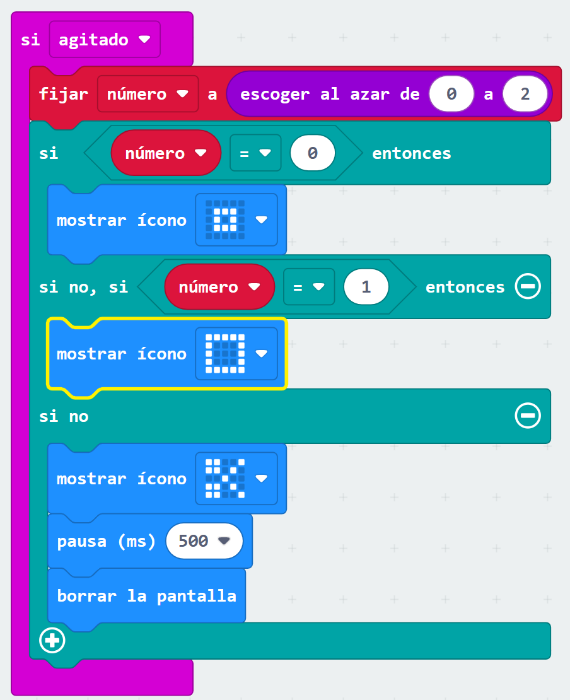 si agitado
fijar número a escoger al azar de 0 a 2
si número = 0 entonces
mostrar ícono
si no, si número = 1 entonces
mostrar ícono
si no
mostrar ícono
pausa (ms) 500
borrar la pantalla